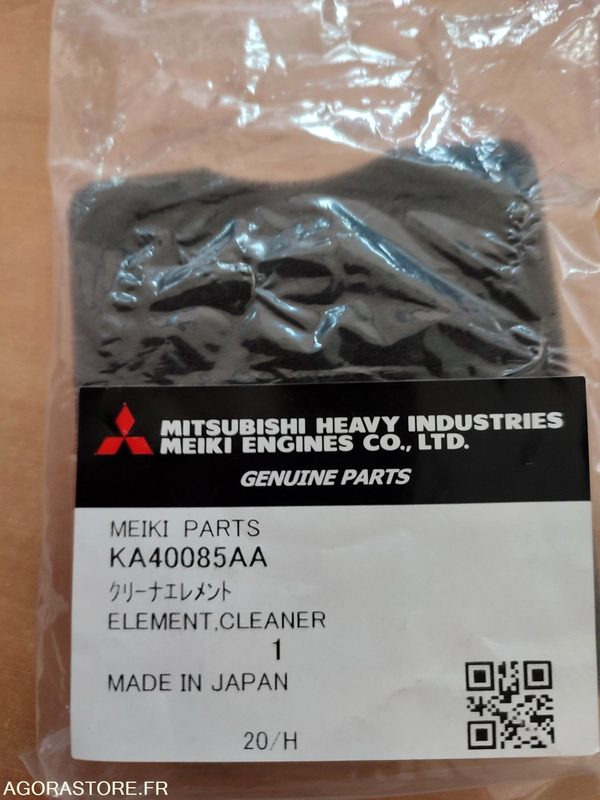 MITSUBISHI HEAVY INDUSTRIES
MEIKI ENGINES CO., LTD.
GENUINE PARTS
MEIKI PARTS
KA40085AA
クリーナエレメント
ELEMENT,CLEANER
1
MADE IN JAPAN
20/H
AGORASTORE.FR